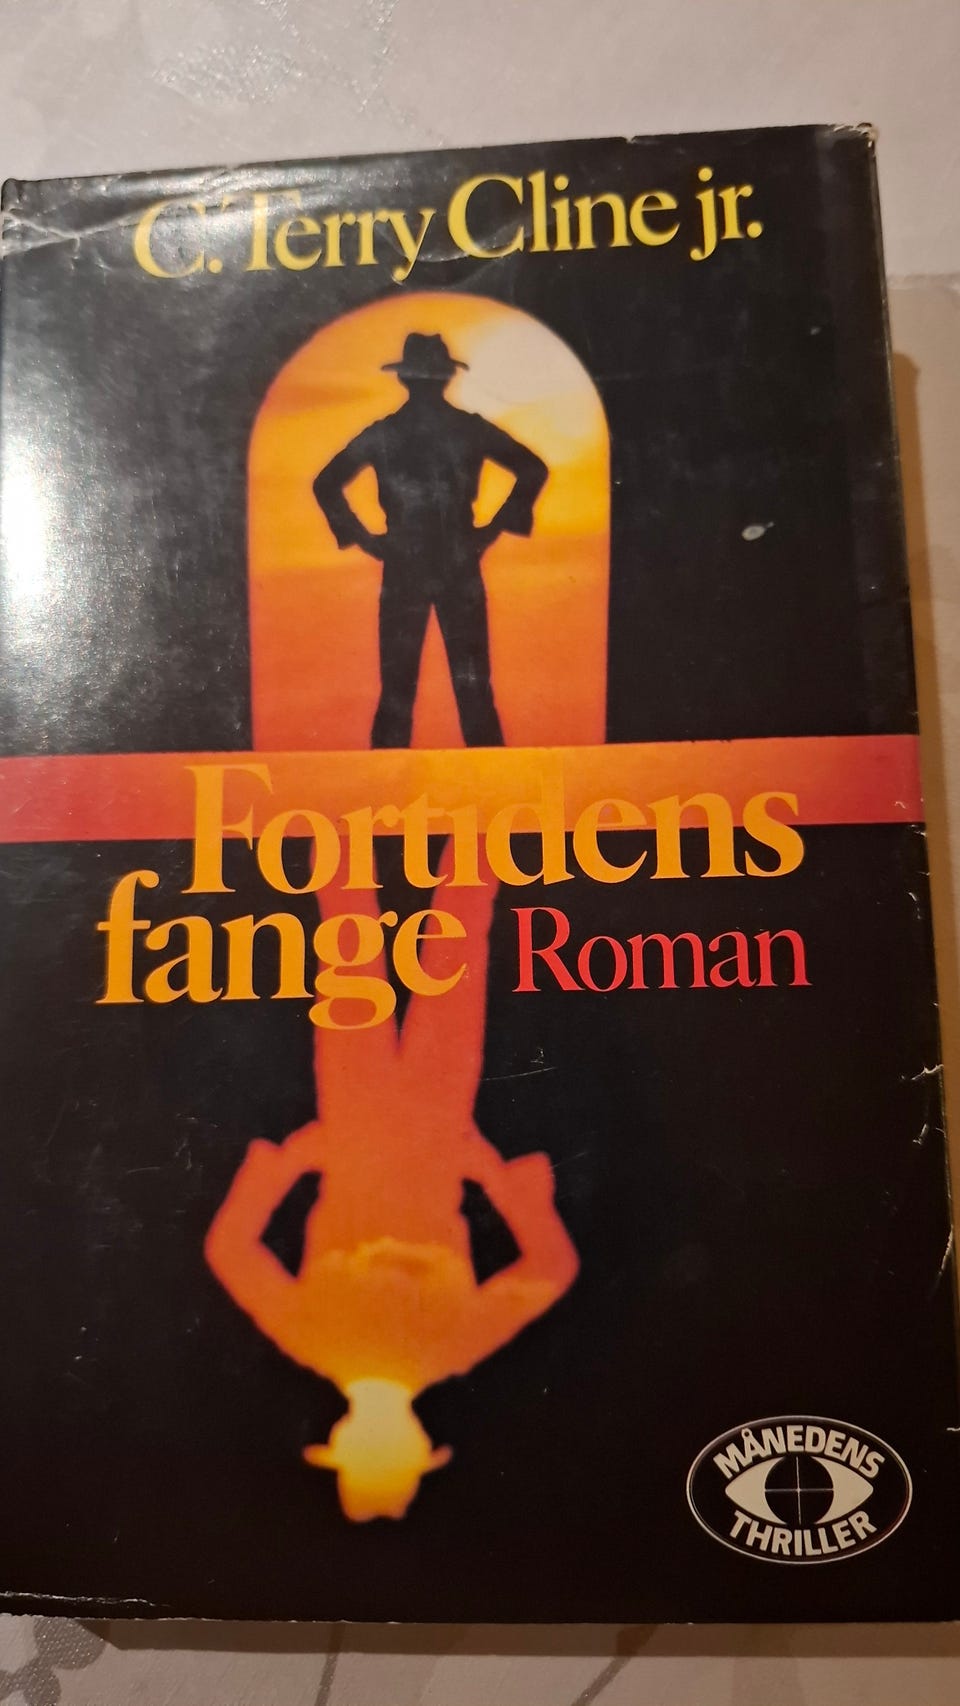 C. Terry Cline jr.
Fortidens
fange Roman
MÅNEDENS
THRILLER